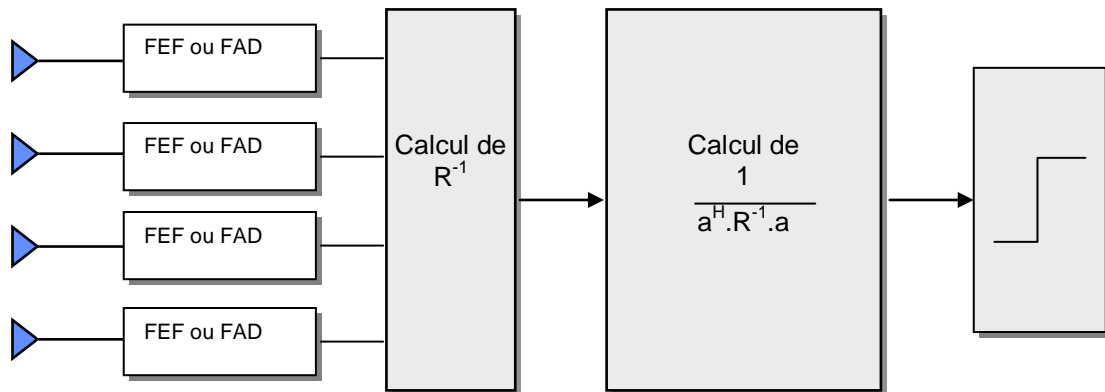 FEF ou FAD
FEF ou FAD
FEF ou FAD
FEF ou FAD
Calcul de
R⁻¹
Calcul de
1
aᴴ.R⁻¹.a